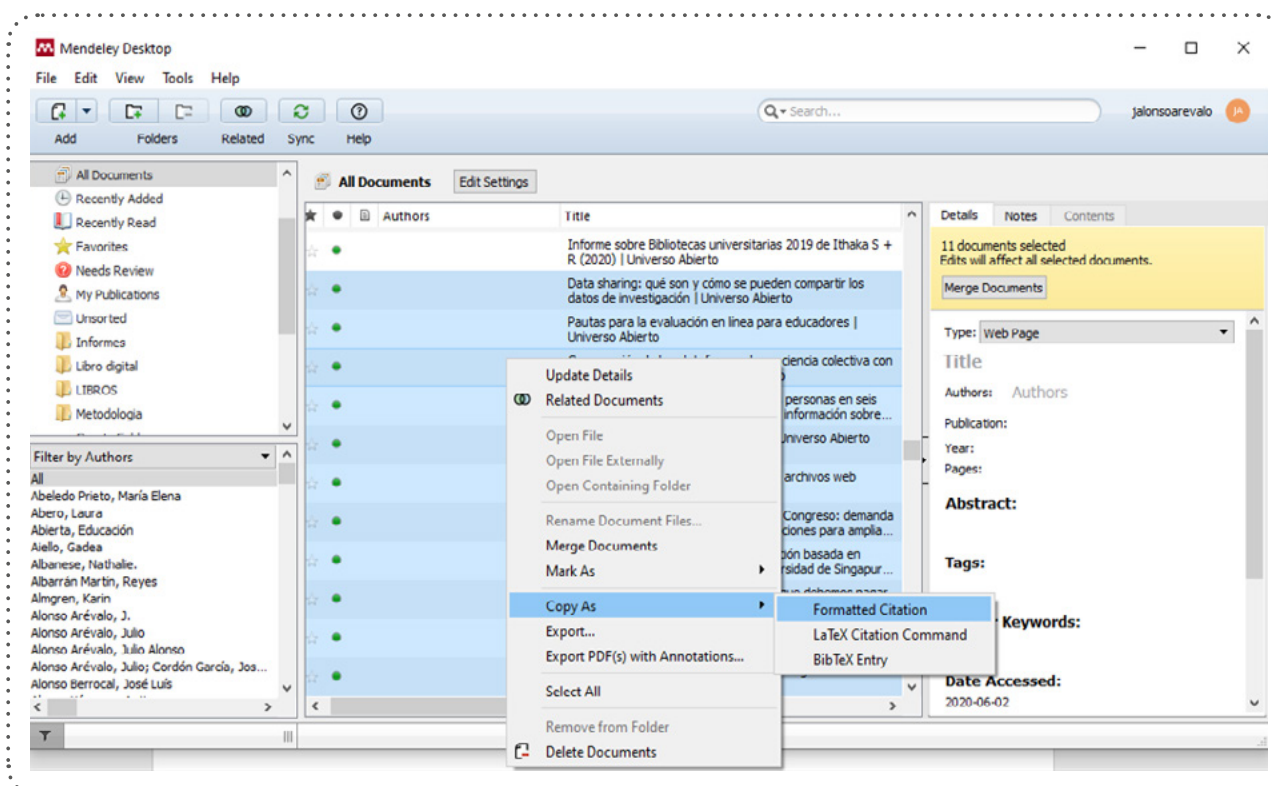 Mendeley Desktop
File Edit View Tools Help
Add Folders Related Sync Help
Search...
jalonsoarevalo
JA
All Documents
Recently Added
Recently Read
Favorites
Needs Review
My Publications
Unsorted
Informes
Libro digital
LIBROS
Metodologia
Filter by Authors
All
Abeledo Prieto, María Elena
Abero, Laura
Abierta, Educación
Aiello, Gadea
Albanese, Nathalie.
Albarrán Martín, Reyes
Almgren, Karin
Alonso Arévalo, J.
Alonso Arévalo, Julio
Alonso Arévalo, Julio Alonso
Alonso Arévalo, Julio; Cordón García, Jos...
Alonso Berrocal, José Luis
All Documents Edit Settings
Authors Title
Informe sobre Bibliotecas universitarias 2019 de Ithaka S +
R (2020) | Universo Abierto
Data sharing: qué son y cómo se pueden compartir los
datos de investigación | Universo Abierto
Pautas para la evaluación en línea para educadores |
Universo Abierto
ciencia colectiva con
personas en seis
información sobre...
Universo Abierto
archivos web
Congreso: demanda
ciones para amplia...
basada en
rsidad de Singapur...
que debemos pagar
Update Details
Related Documents
Open File
Open File Externally
Open Containing Folder
Rename Document Files...
Merge Documents
Mark As
Copy As
Export...
Export PDF(s) with Annotations...
Select All
Remove from Folder
Delete Documents
Formatted Citation
LaTeX Citation Command
BibTeX Entry
Details Notes Contents
11 documents selected
Edits will affect all selected documents.
Merge Documents
Type: Web Page
Title
Authors: Authors
Publication:
Year:
Pages:
Abstract:
Tags:
Keywords:
Date Accessed:
2020-06-02